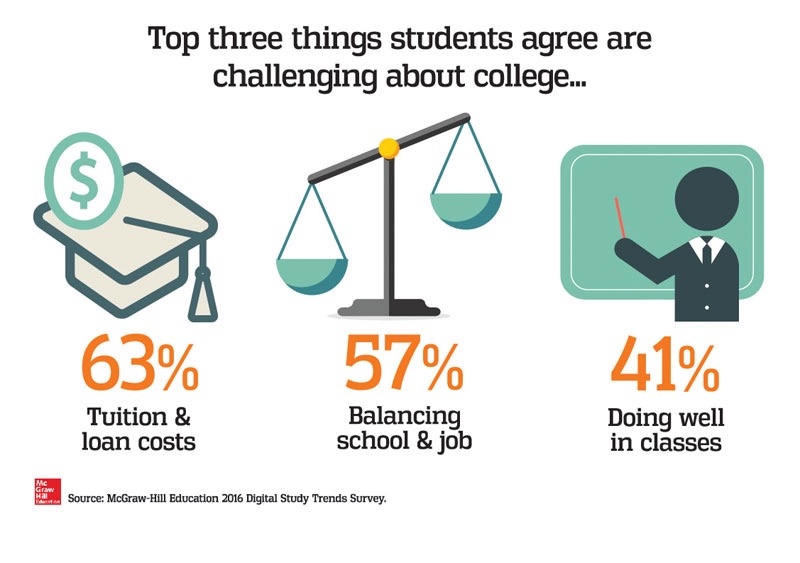 Top three things students agree are
challenging about college...
$
63%
Tuition &
loan costs
57%
Balancing
school & job
41%
Doing well
in classes
Mc
Graw
Hill
Education
Source: McGraw-Hill Education 2016 Digital Study Trends Survey.